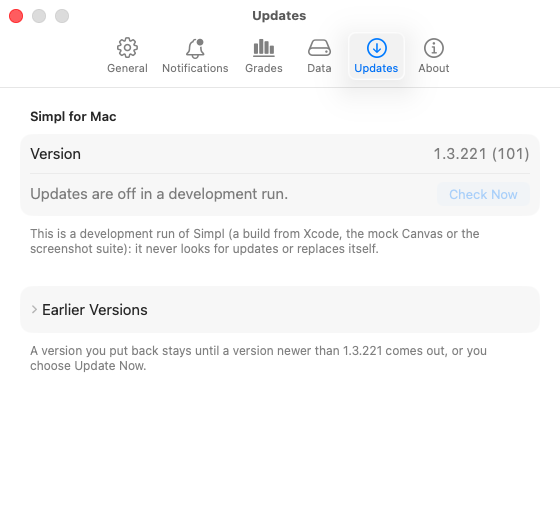 Updates
General
Notifications
Grades
Data
Updates
About
Simpl for Mac
Version
1.3.221 (101)
Updates are off in a development run.
Check Now
This is a development run of Simpl (a build from Xcode, the mock Canvas or the
screenshot suite): it never looks for updates or replaces itself.
Earlier Versions
A version you put back stays until a version newer than 1.3.221 comes out, or you
choose Update Now.